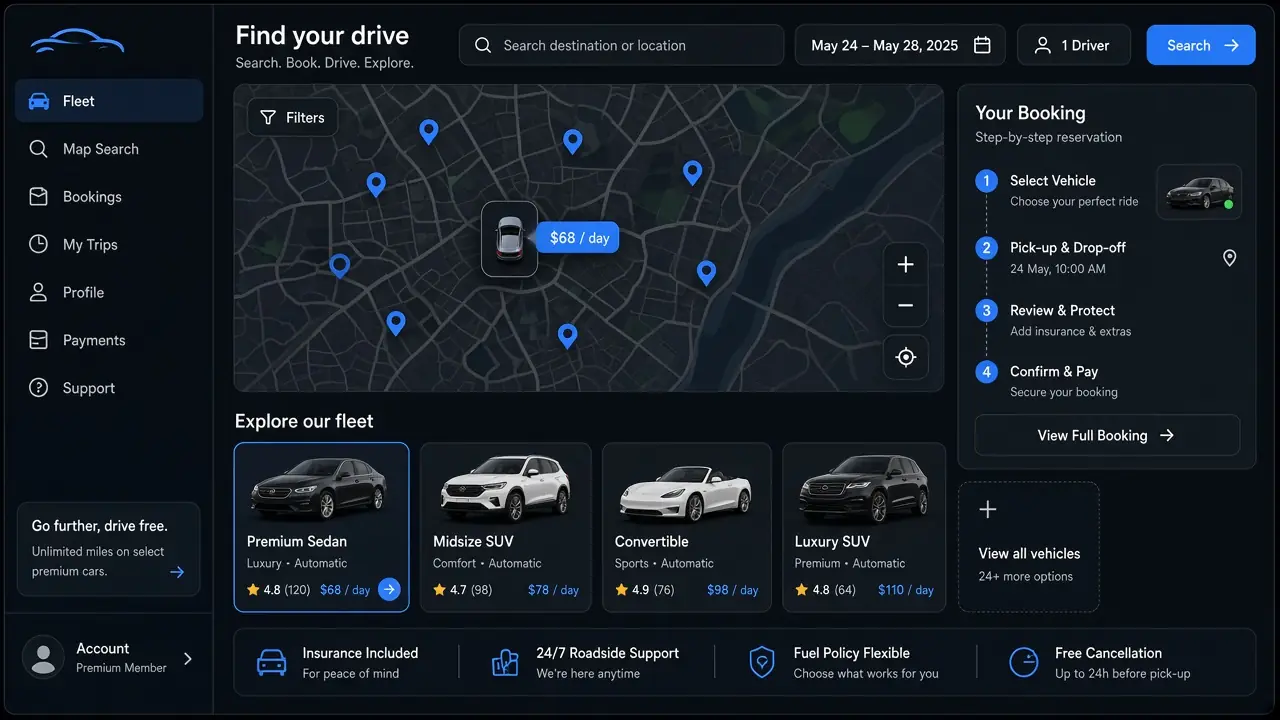 Fleet
Map Search
Bookings
My Trips
Profile
Payments
Support
Go further, drive free.
Unlimited miles on select
premium cars.
Account
Premium Member
Find your drive
Search. Book. Drive. Explore.
Search destination or location
May 24 – May 28, 2025
1 Driver
Search
Filters
$68 / day
Your Booking
Step-by-step reservation
1 Select Vehicle
Choose your perfect ride
2 Pick-up & Drop-off
24 May, 10:00 AM
3 Review & Protect
Add insurance & extras
4 Confirm & Pay
Secure your booking
View Full Booking
Explore our fleet
Premium Sedan
Luxury • Automatic
4.8 (120) $68 / day
Midsize SUV
Comfort • Automatic
4.7 (98) $78 / day
Convertible
Sports • Automatic
4.9 (76) $98 / day
Luxury SUV
Premium • Automatic
4.8 (64) $110 / day
View all vehicles
24+ more options
Insurance Included
For peace of mind
24/7 Roadside Support
We're here anytime
Fuel Policy Flexible
Choose what works for you
Free Cancellation
Up to 24h before pick-up